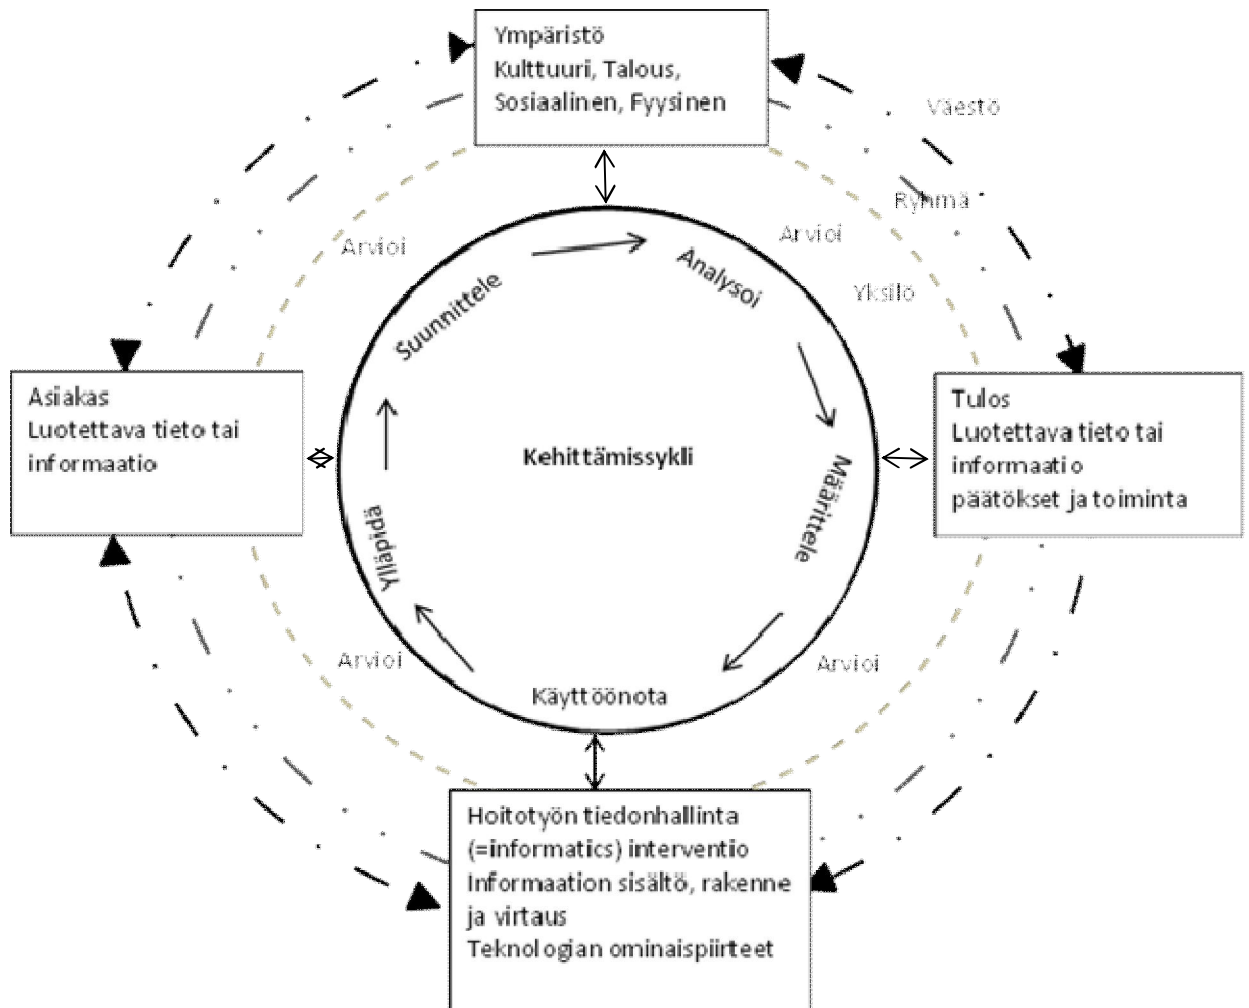 Ympäristö
Kulttuuri, Talous,
Sosiaalinen, Fyysinen
Väestö
Ryhmä
Arvioi
Arvioi
Yksilö
Suunnittele
Analysoi
Asiakas
Luotettava tieto tai
informaatio
Kehittämissykli
Tulos
Luotettava tieto tai
informaatio
päätökset ja toiminta
Määrittele
Ylläpidä
Arvioi
Arvioi
Käyttöönota
Hoitotyön tiedonhallinta
(=informatics) interventio
Informaation sisältö, rakenne
ja virtaus
Teknologian ominaispiirteet